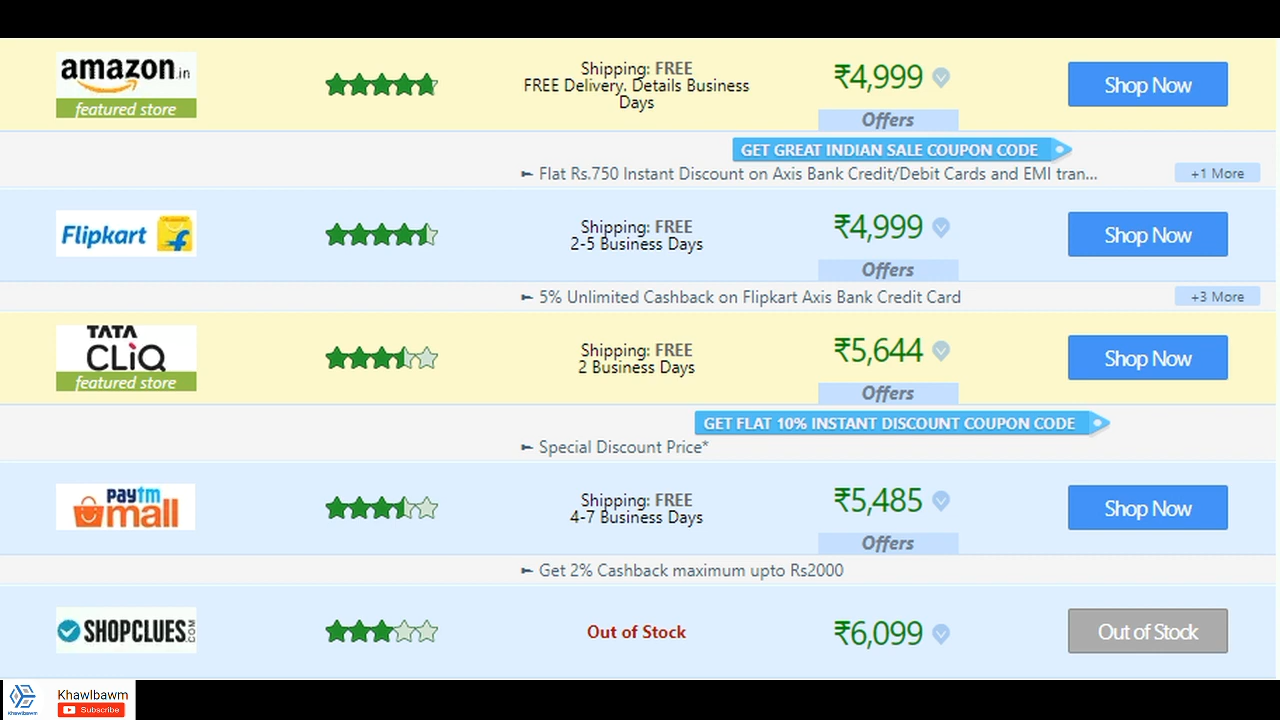 amazon.in
featured store
Shipping: FREE
FREE Delivery. Details Business
Days
₹4,999
Offers
Shop Now
GET GREAT INDIAN SALE COUPON CODE
Flat Rs.750 Instant Discount on Axis Bank Credit/Debit Cards and EMI tran...
+1 More
Flipkart
Shipping: FREE
2-5 Business Days
₹4,999
Offers
Shop Now
5% Unlimited Cashback on Flipkart Axis Bank Credit Card
+3 More
TATA
CLiQ
featured store
Shipping: FREE
2 Business Days
₹5,644
Offers
Shop Now
GET FLAT 10% INSTANT DISCOUNT COUPON CODE
Special Discount Price*
paytm
mall
Shipping: FREE
4-7 Business Days
₹5,485
Offers
Shop Now
Get 2% Cashback maximum upto Rs2000
SHOPCLUES.COM
Out of Stock
₹6,099
Out of Stock
Khawlbawm
Khawlbawm
Subscribe